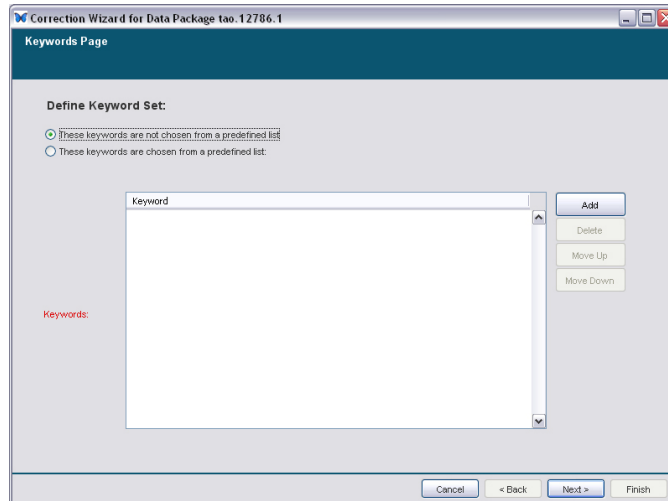 Correction Wizard for Data Package tao.12786.1
Keywords Page
Define Keyword Set:
These keywords are not chosen from a predefined list
These keywords are chosen from a predefined list:
Keyword
Add
Delete
Move Up
Move Down
Keywords:
Cancel
< Back
Next >
Finish